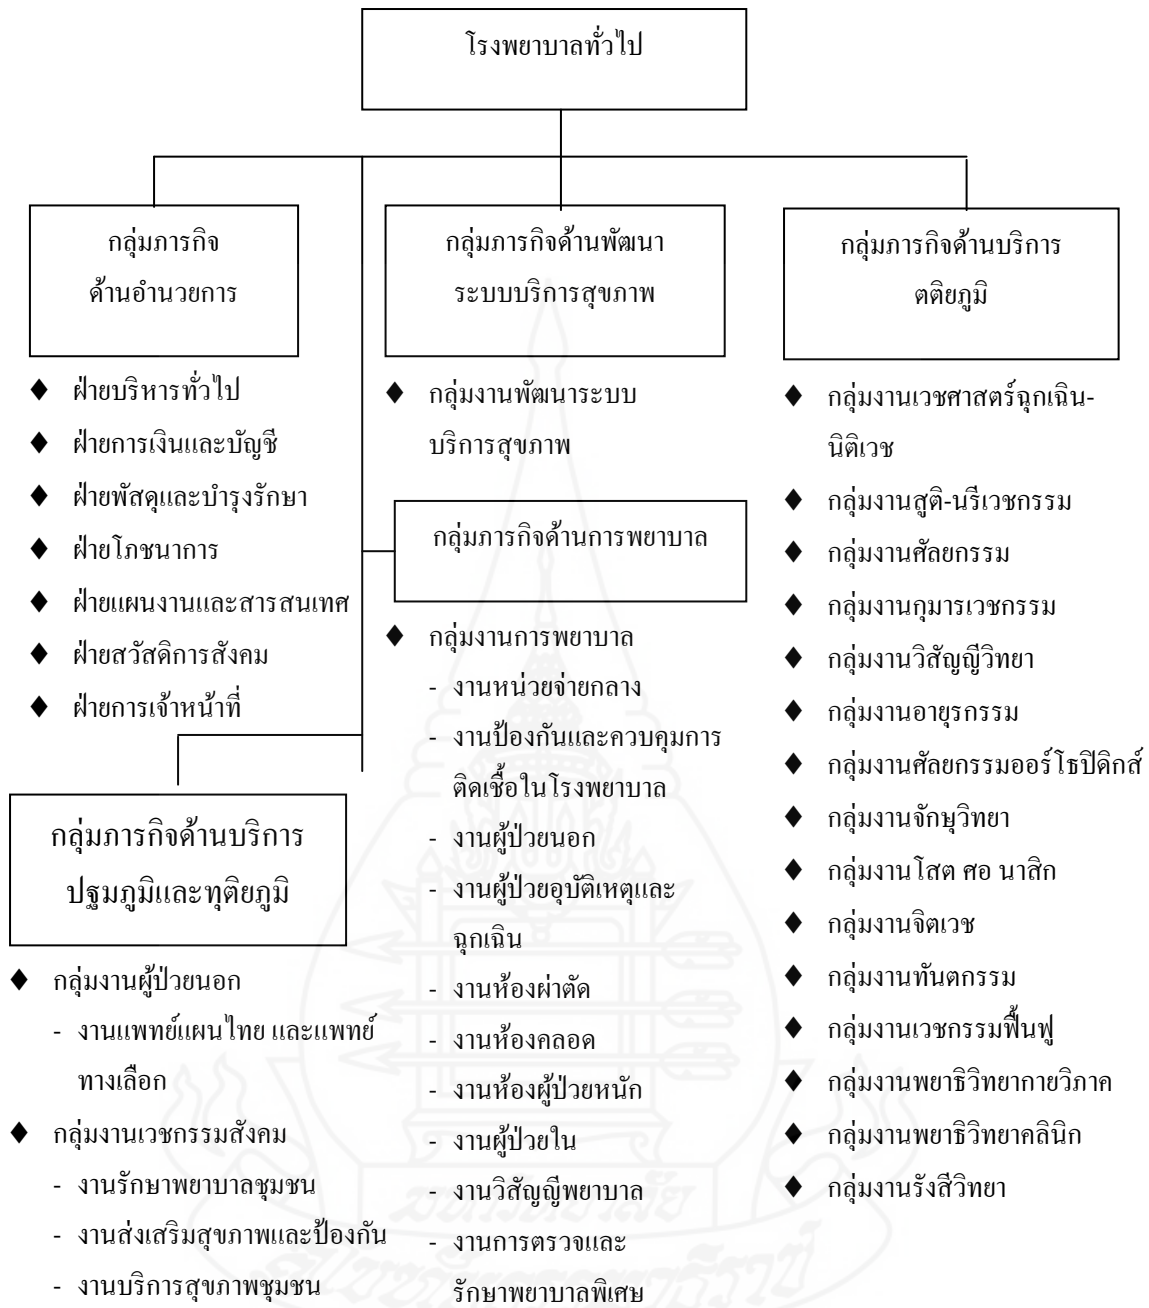 โรงพยาบาลทั่วไป
กลุ่มภารกิจ
ด้านอำนวยการ
♦ ฝ่ายบริหารทั่วไป
♦ ฝ่ายการเงินและบัญชี
♦ ฝ่ายพัสดุและบำรุงรักษา
♦ ฝ่ายโภชนาการ
♦ ฝ่ายแผนงานและสารสนเทศ
♦ ฝ่ายสวัสดิการสังคม
♦ ฝ่ายการเจ้าหน้าที่
กลุ่มภารกิจด้านบริการ
ปฐมภูมิและทุติยภูมิ
♦ กลุ่มงานผู้ป่วยนอก
- งานแพทย์แผนไทย และแพทย์
ทางเลือก
♦ กลุ่มงานเวชกรรมสังคม
- งานรักษาพยาบาลชุมชน
- งานส่งเสริมสุขภาพและป้องกัน
- งานบริการสุขภาพชุมชน
กลุ่มภารกิจด้านพัฒนา
ระบบบริการสุขภาพ
♦ กลุ่มงานพัฒนาระบบ
บริการสุขภาพ
กลุ่มภารกิจด้านการพยาบาล
♦ กลุ่มงานการพยาบาล
- งานหน่วยจ่ายกลาง
- งานป้องกันและควบคุมการ
ติดเชื้อในโรงพยาบาล
- งานผู้ป่วยนอก
- งานผู้ป่วยอุบัติเหตุและ
ฉุกเฉิน
- งานห้องผ่าตัด
- งานห้องคลอด
- งานห้องผู้ป่วยหนัก
- งานผู้ป่วยใน
- งานวิสัญญีพยาบาล
- งานการตรวจและ
รักษาพยาบาลพิเศษ
กลุ่มภารกิจด้านบริการ
ตติยภูมิ
♦ กลุ่มงานเวชศาสตร์ฉุกเฉิน-
นิติเวช
♦ กลุ่มงานสูติ-นรีเวชกรรม
♦ กลุ่มงานศัลยกรรม
♦ กลุ่มงานกุมารเวชกรรม
♦ กลุ่มงานวิสัญญีวิทยา
♦ กลุ่มงานอายุรกรรม
♦ กลุ่มงานศัลยกรรมออร์โธปิดิกส์
♦ กลุ่มงานจักษุวิทยา
♦ กลุ่มงานโสต ศอ นาสิก
♦ กลุ่มงานจิตเวช
♦ กลุ่มงานทันตกรรม
♦ กลุ่มงานเวชกรรมฟื้นฟู
♦ กลุ่มงานพยาธิวิทยากายวิภาค
♦ กลุ่มงานพยาธิวิทยาคลินิก
♦ กลุ่มงานรังสีวิทยา